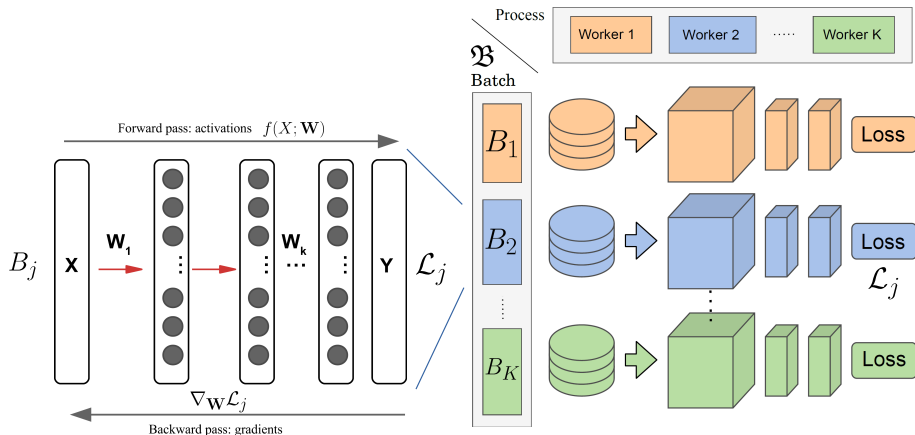 Process
Worker 1
Worker 2
.....
Worker K
𝔅
Batch
Forward pass: activations f(X; W)
B_j
X
W_1
W_k
...
Y
ℒ_j
∇_W ℒ_j
Backward pass: gradients
B_1
Loss
B_2
Loss
ℒ_j
B_K
Loss